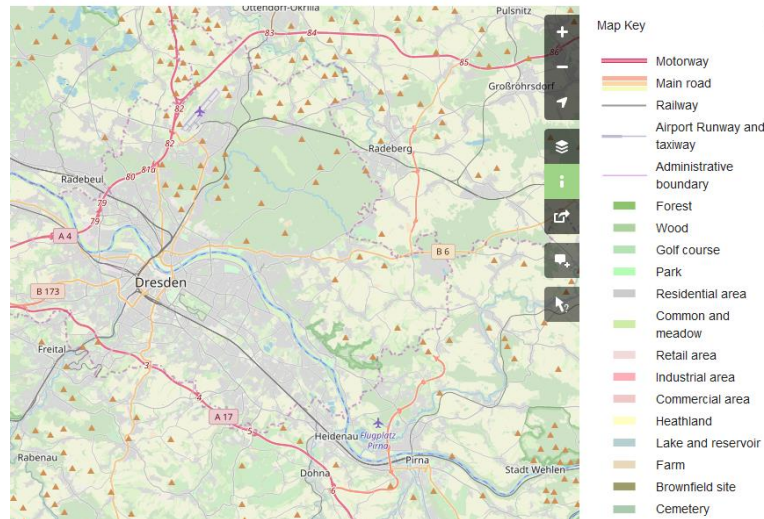 Ottendorf-Okrilla
Pulsnitz
83
84
85
86
Großröhrsdorf
82
82
81a
80
Radebeul
Radeberg
79
79
A 4
B 6
B 173
Dresden
Freital
3
4
A 17
5
Heidenau
Flugplatz
Pirna
Pirna
Rabenau
Dohna
Stadt Wehlen
6
Map Key
Motorway
Main road
Railway
Airport Runway and
taxiway
Administrative
boundary
Forest
Wood
Golf course
Park
Residential area
Common and
meadow
Retail area
Industrial area
Commercial area
Heathland
Lake and reservoir
Farm
Brownfield site
Cemetery